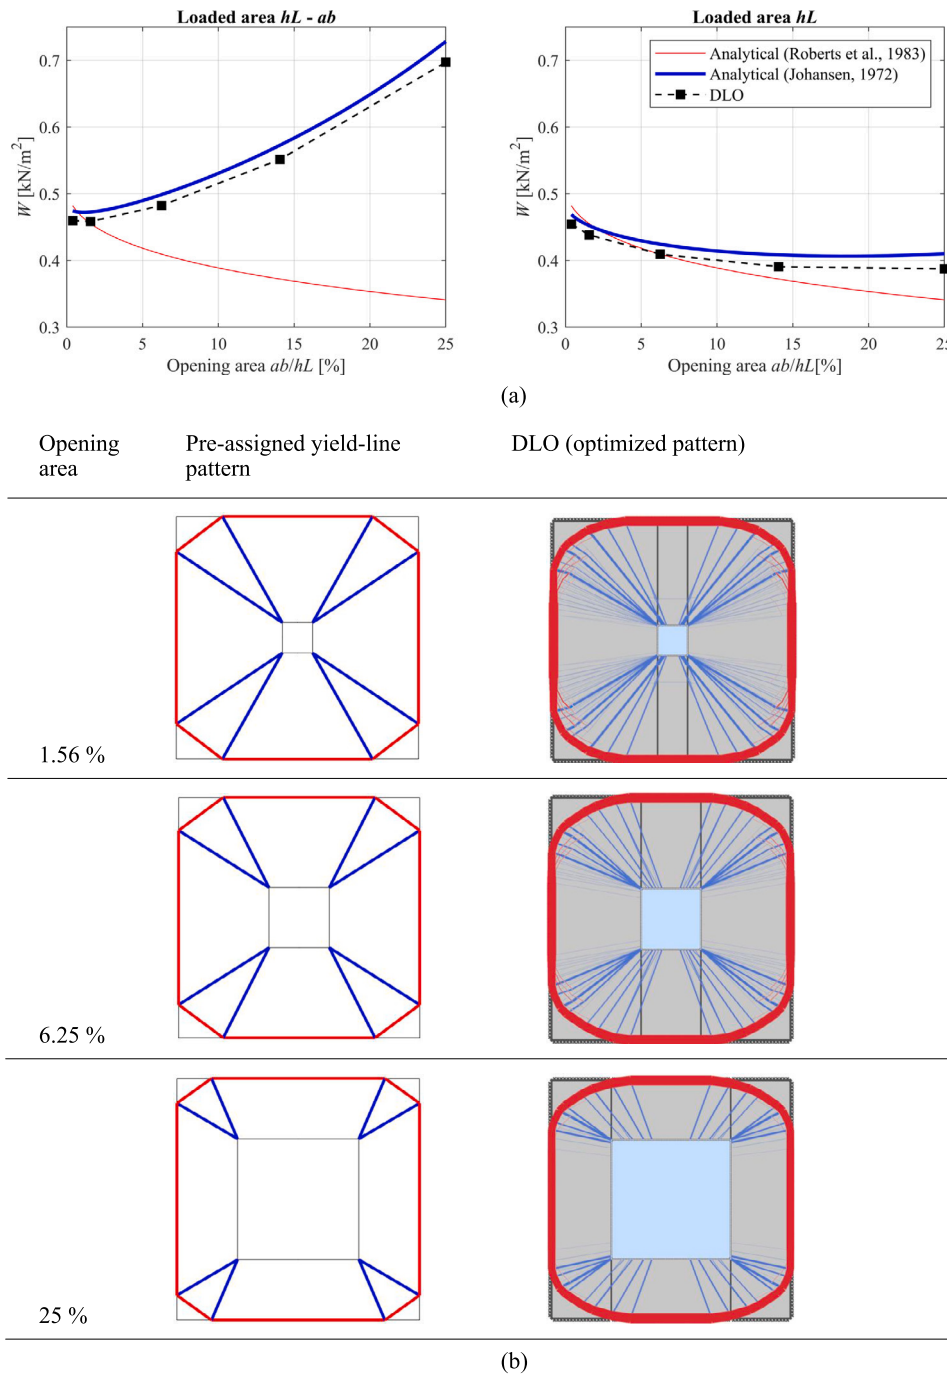 Loaded area hL - ab
0.7
0.6
0.5
0.4
0.3
W [kN/m²]
0 5 10 15 20 25
Opening area ab/hL [%]
Loaded area hL
Analytical (Roberts et al., 1983)
Analytical (Johansen, 1972)
DLO
0.7
0.6
0.5
0.4
0.3
W [kN/m²]
0 5 10 15 20 25
Opening area ab/hL[%]
(a)
Opening
area
Pre-assigned yield-line
pattern
DLO (optimized pattern)
1.56 %
6.25 %
25 %
(b)